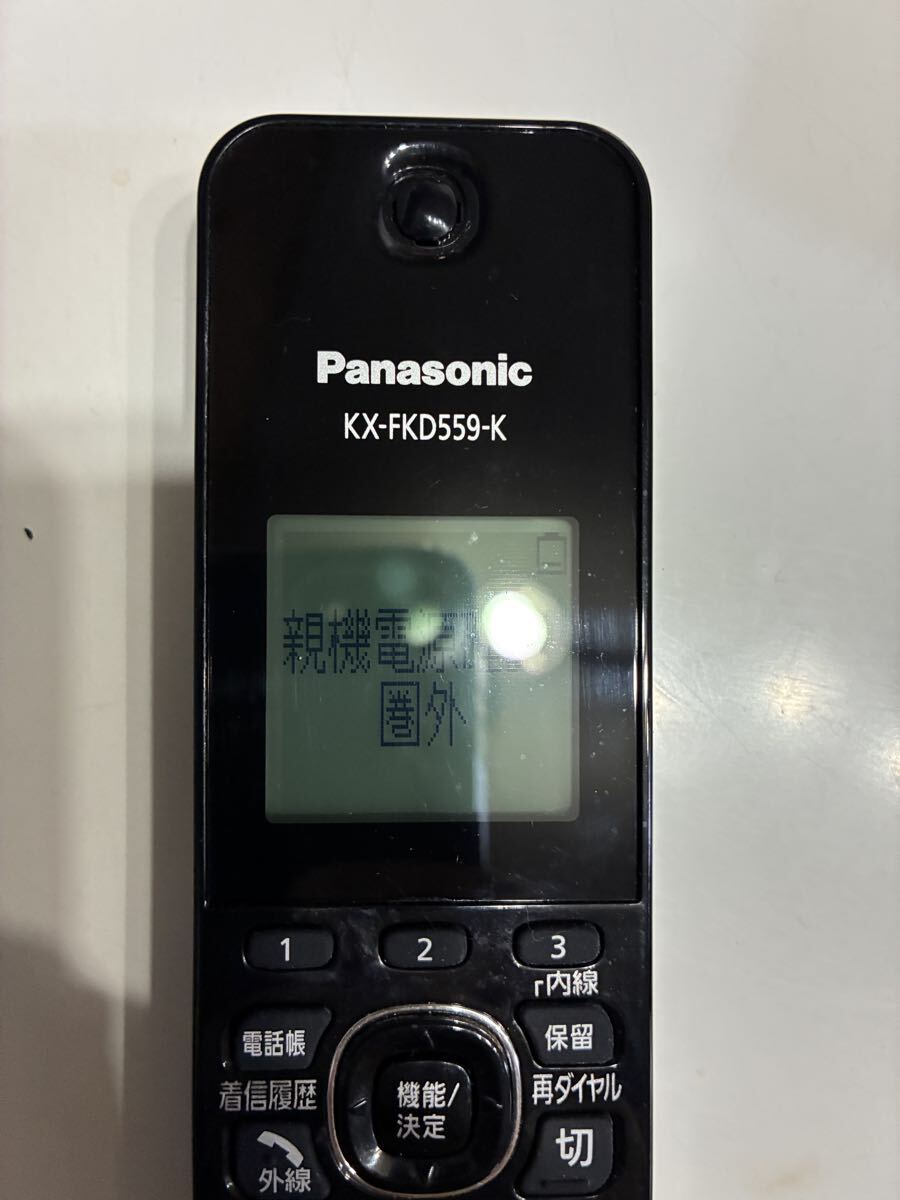 Panasonic
KX-FKD559-K
親機電源
圏外
1
2
3
┌内線
電話帳
保留
着信履歴
機能/
決定
再ダイヤル
外線
切